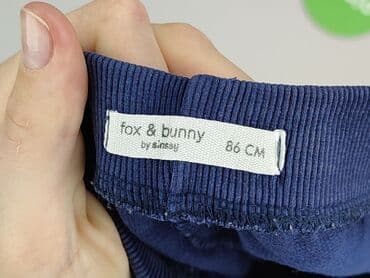 fox & bunny
by sinsay
86 CM